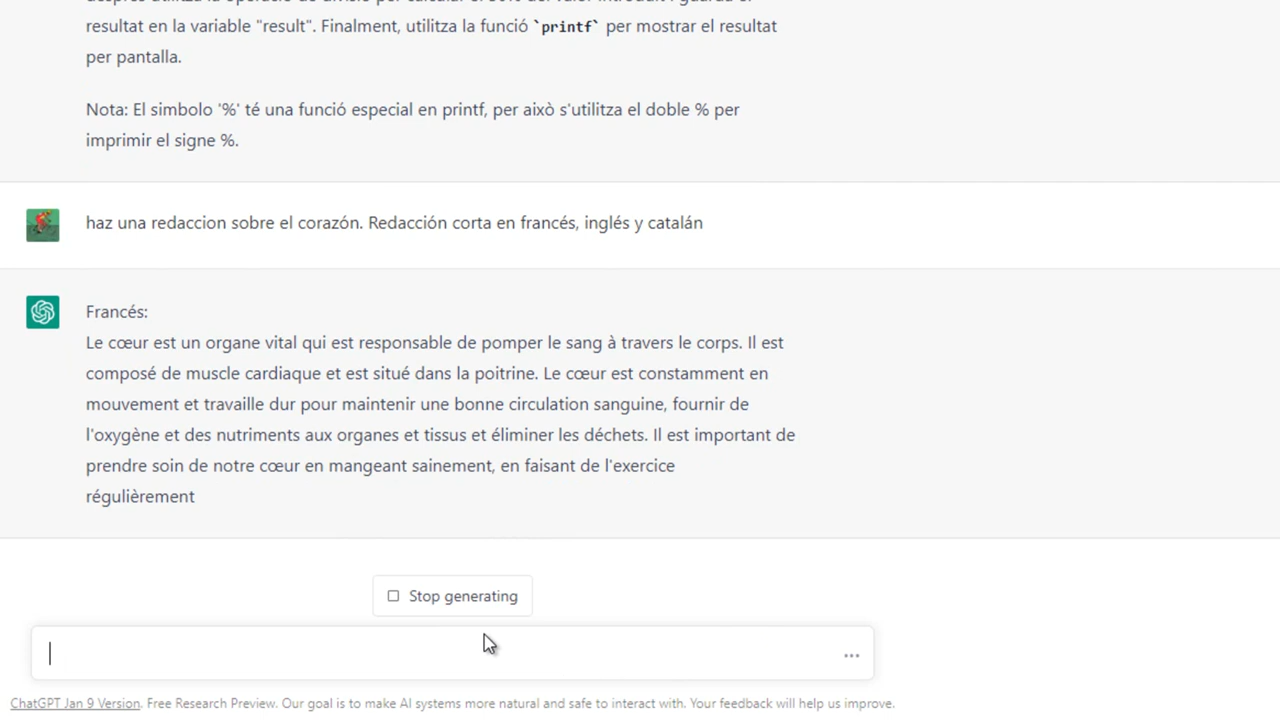 resultat en la variable "result". Finalment, utilitza la funció `printf` per mostrar el resultat
per pantalla.
Nota: El simbolo '%' té una funció especial en printf, per això s'utilitza el doble % per
imprimir el signe %.
haz una redaccion sobre el corazón. Redacción corta en francés, inglés y catalán
Francés:
Le cœur est un organe vital qui est responsable de pomper le sang à travers le corps. Il est
composé de muscle cardiaque et est situé dans la poitrine. Le cœur est constamment en
mouvement et travaille dur pour maintenir une bonne circulation sanguine, fournir de
l'oxygène et des nutriments aux organes et tissus et éliminer les déchets. Il est important de
prendre soin de notre cœur en mangeant sainement, en faisant de l'exercice
régulièrement
Stop generating
ChatGPT Jan 9 Version. Free Research Preview. Our goal is to make AI systems more natural and safe to interact with. Your feedback will help us improve.